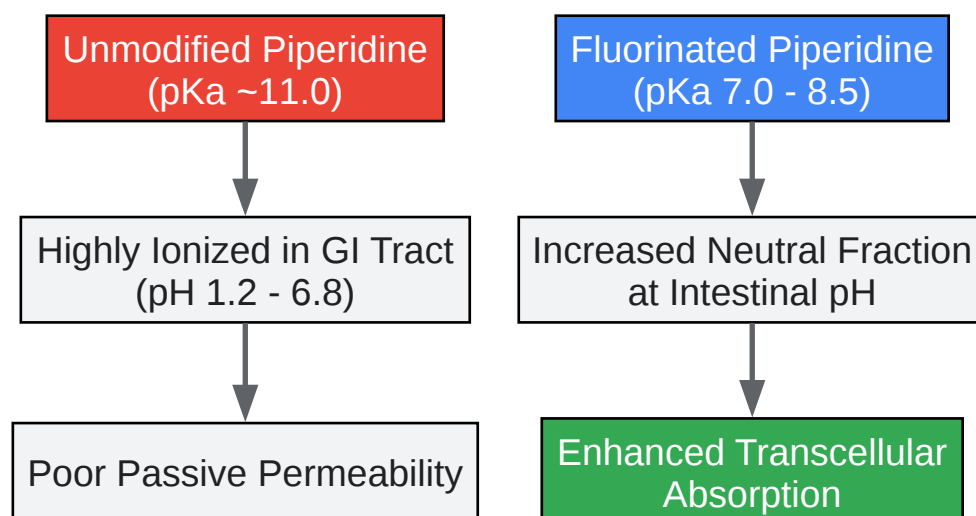 Unmodified Piperidine
(pKa ~11.0)
Highly Ionized in GI Tract
(pH 1.2 - 6.8)
Poor Passive Permeability
Fluorinated Piperidine
(pKa 7.0 - 8.5)
Increased Neutral Fraction
at Intestinal pH
Enhanced Transcellular
Absorption